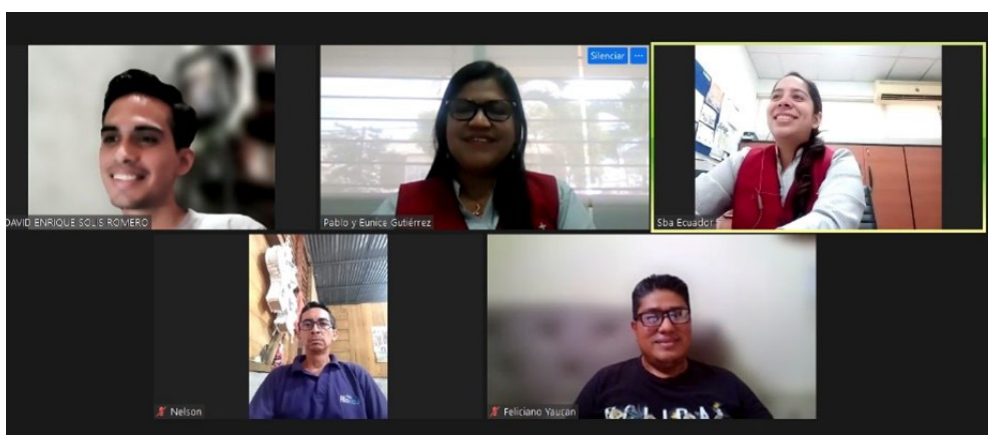 Silenciar
DAVID ENRIQUE SOLIS ROMERO
Pablo y Eunice Gutiérrez
Sba Ecuador
Nelson
Feliciano Yaucan